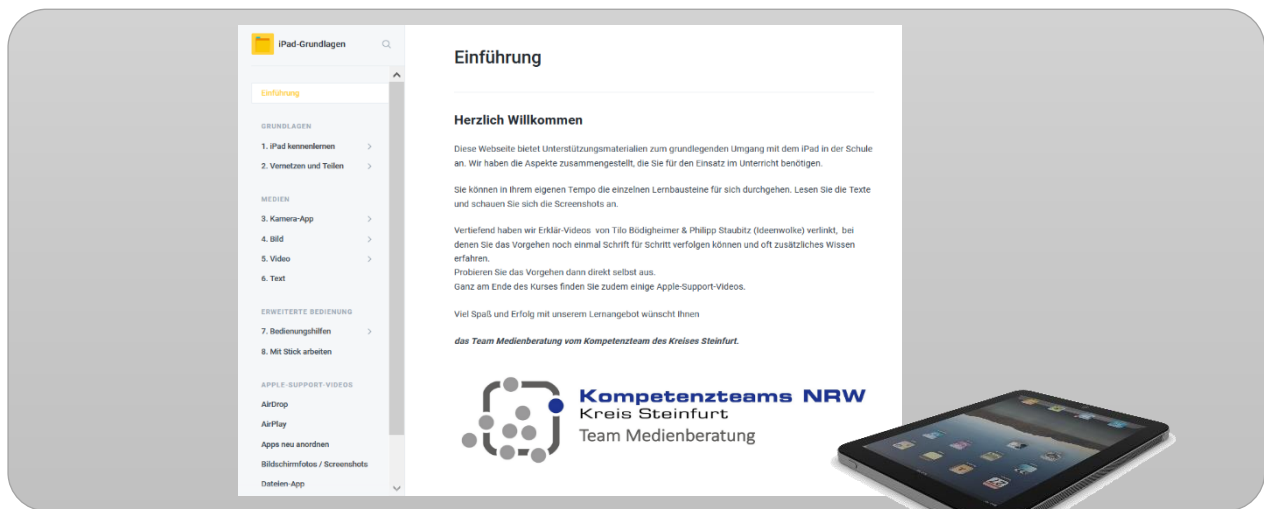 iPad-Grundlagen
Einführung
GRUNDLAGEN
1. iPad kennenlernen
2. Vernetzen und Teilen
MEDIEN
3. Kamera-App
4. Bild
5. Video
6. Text
ERWEITERTE BEDIENUNG
7. Bedienungshilfen
8. Mit Stick arbeiten
APPLE-SUPPORT-VIDEOS
AirDrop
AirPlay
Apps neu anordnen
Bildschirmfotos / Screenshots
Dateien-App
Einführung
Herzlich Willkommen
Diese Webseite bietet Unterstützungsmaterialien zum grundlegenden Umgang mit dem iPad in der Schule
an. Wir haben die Aspekte zusammengestellt, die Sie für den Einsatz im Unterricht benötigen.
Sie können in Ihrem eigenen Tempo die einzelnen Lernbausteine für sich durchgehen. Lesen Sie die Texte
und schauen Sie sich die Screenshots an.
Vertiefend haben wir Erklär-Videos von Tilo Bödigheimer & Philipp Staubitz (Ideenwolke) verlinkt, bei
denen Sie das Vorgehen noch einmal Schrift für Schritt verfolgen können und oft zusätzliches Wissen
erfahren.
Probieren Sie das Vorgehen dann direkt selbst aus.
Ganz am Ende des Kurses finden Sie zudem einige Apple-Support-Videos.
Viel Spaß und Erfolg mit unserem Lernangebot wünscht Ihnen
das Team Medienberatung vom Kompetenzteam des Kreises Steinfurt.
Kompetenzteams NRW
Kreis Steinfurt
Team Medienberatung